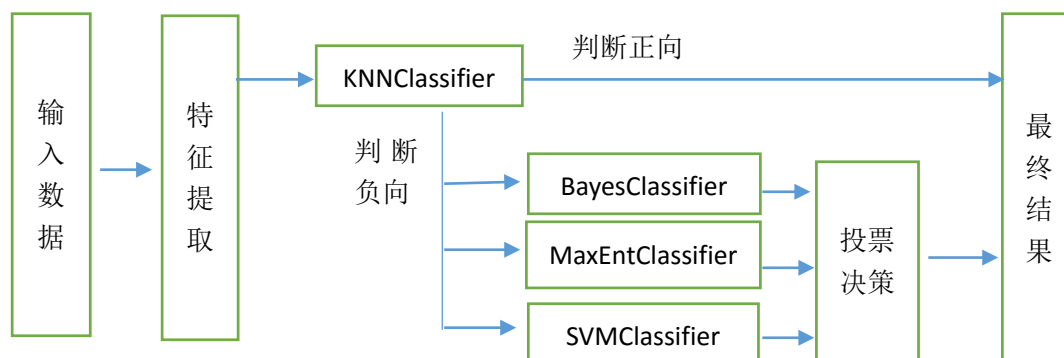 输入数据
特征提取
KNNClassifier
判断正向
判 断
负向
BayesClassifier
MaxEntClassifier
SVMClassifier
投票
决策
最终结果